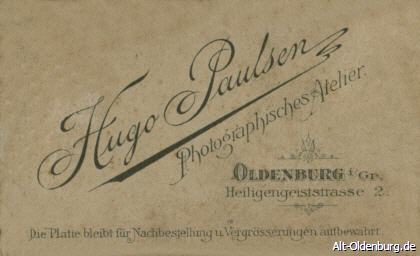 Hugo Paulsen
Photographisches Atelier.
OLDENBURG i/Gr.
Heiligengeiststrasse 2.
Die Platte bleibt für Nachbestellung u. Vergrösserungen aufbewahrt.
Alt-Oldenburg.de